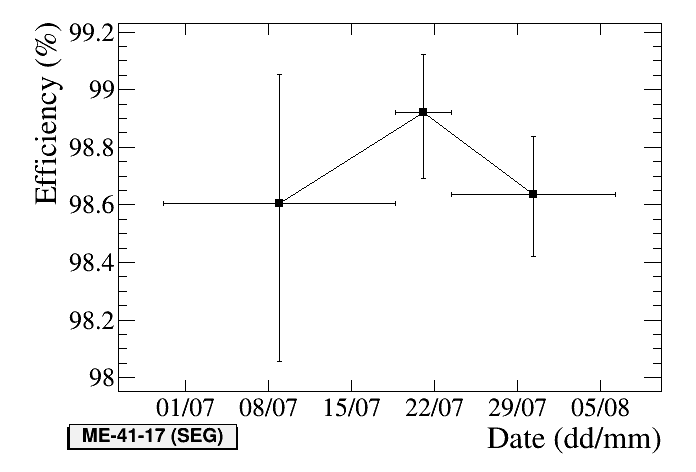 Efficiency (%)
99.2
99
98.8
98.6
98.4
98.2
98
01/07 08/07 15/07 22/07 29/07 05/08
ME-41-17 (SEG)
Date (dd/mm)